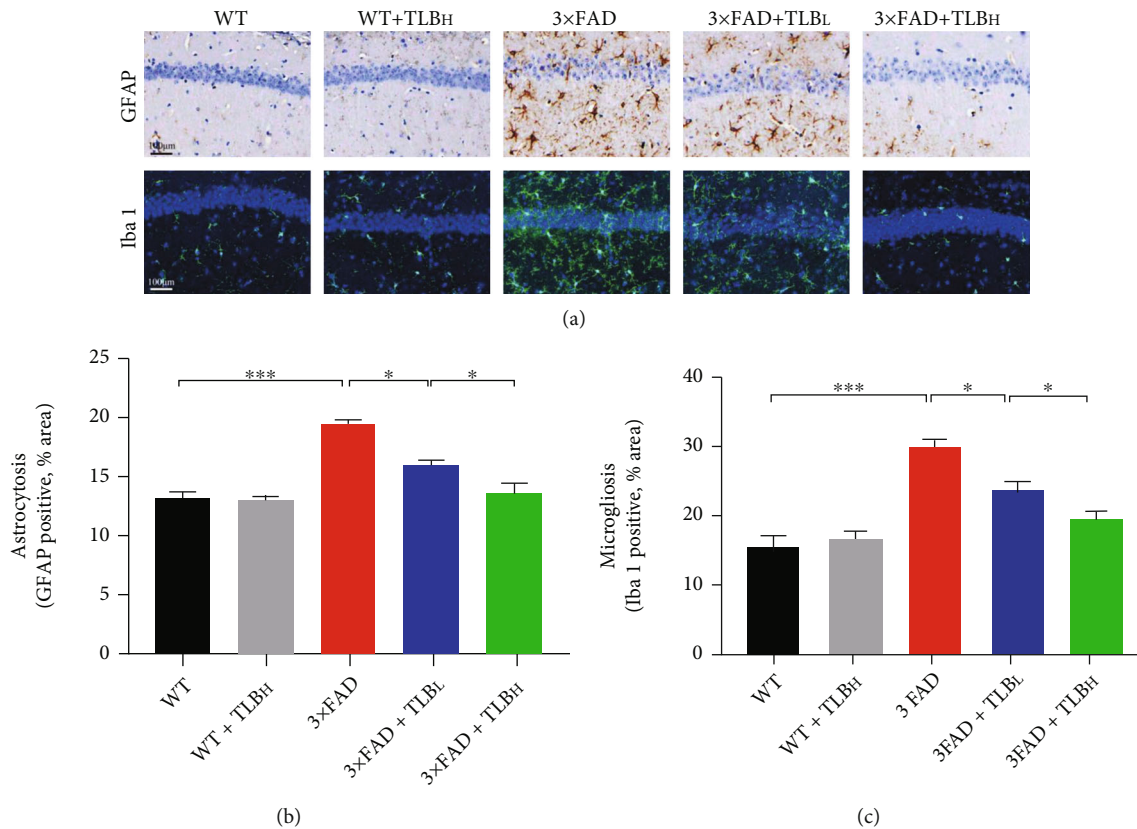 WT WT+TLBH 3×FAD 3×FAD+TLBL 3×FAD+TLBH
GFAP
100μm
Iba 1
100μm
(a)
Astrocytosis
(GFAP positive, % area)
25
20
15
10
5
0
*** * *
WT
WT + TLBH
3×FAD
3×FAD + TLBL
3×FAD + TLBH
(b)
Microgliosis
(Iba 1 positive, % area)
40
30
20
10
0
*** * *
WT
WT + TLBH
3 FAD
3FAD + TLBL
3FAD + TLBH
(c)